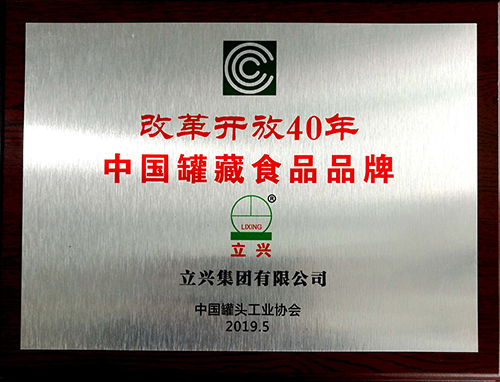 改革开放40年
中国罐藏食品品牌
LIXING ®
立兴
立兴集团有限公司
中国罐头工业协会
2019.5